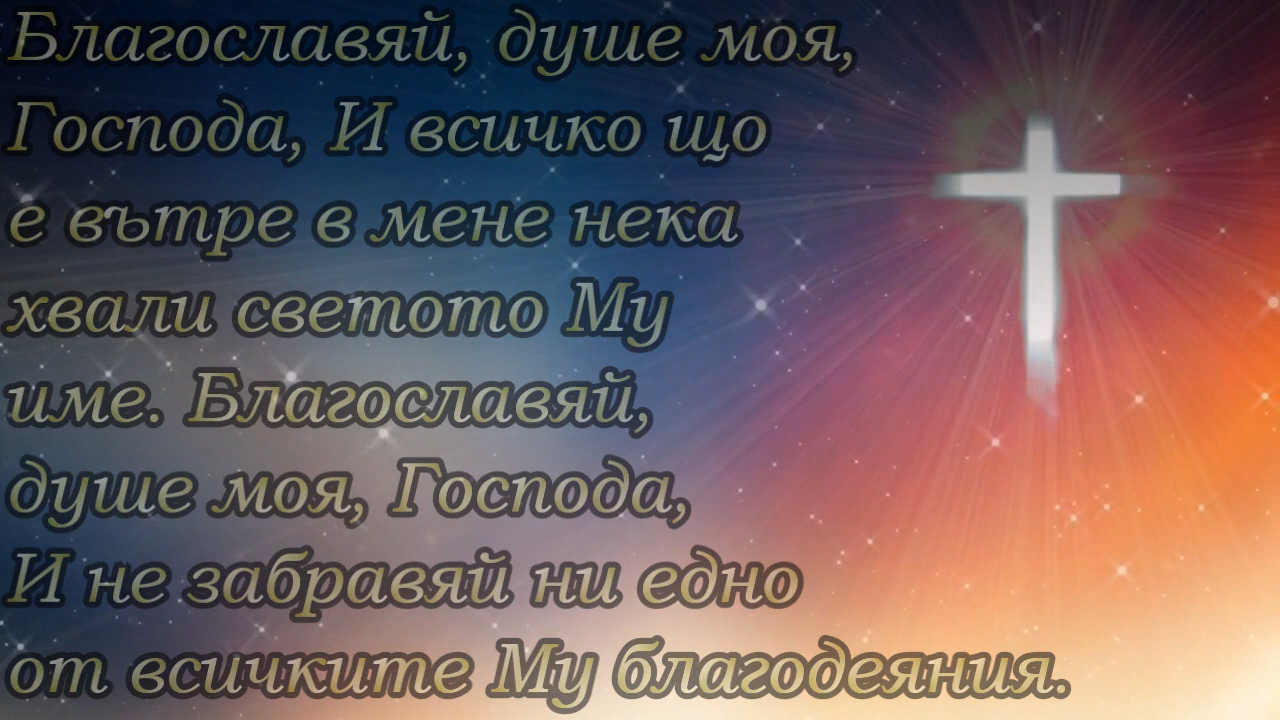 Благославяй, душе моя,
Господа, И всичко що
е вътре в мене нека
хвали светото Му
име. Благославяй,
душе моя, Господа,
И не забравяй ни едно
от всичките Му благодеяния.